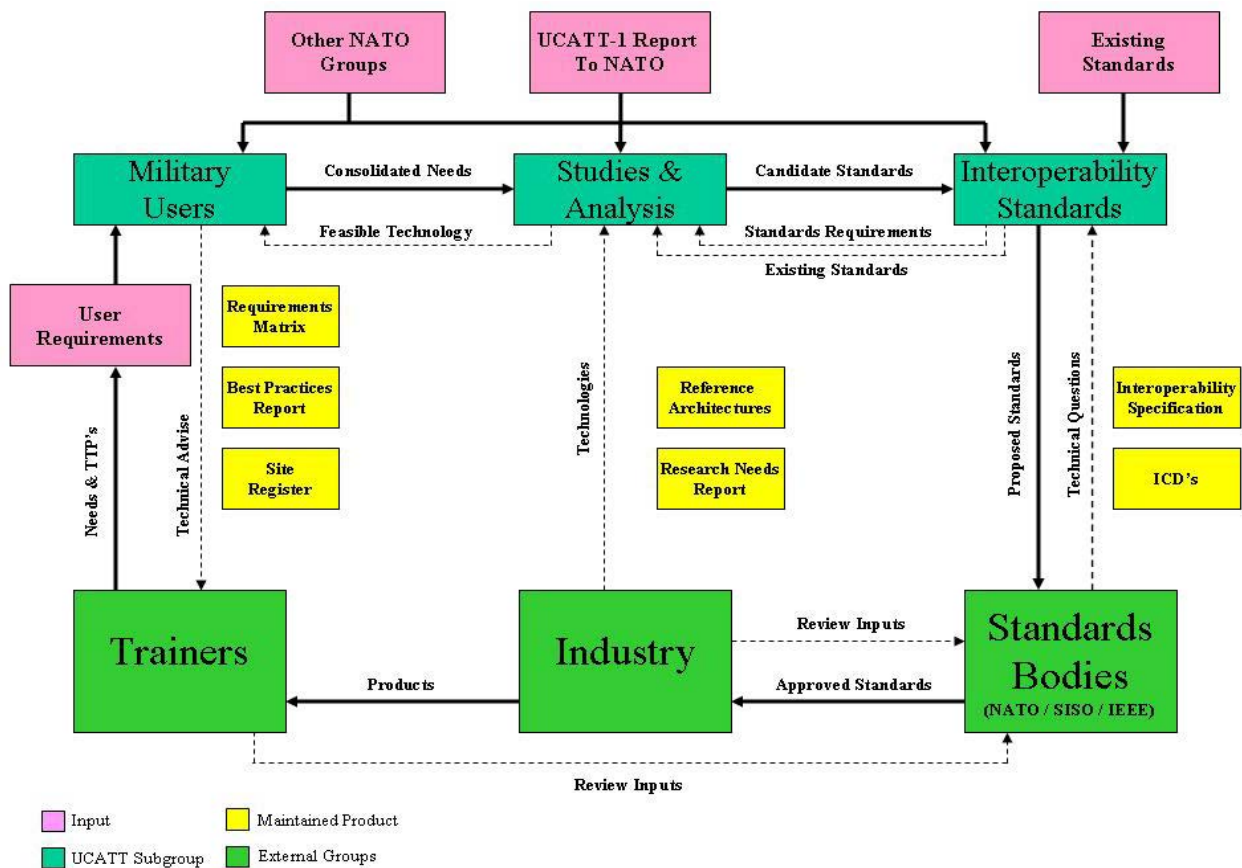 Other NATO
Groups
UCATT-1 Report
To NATO
Existing
Standards
Military
Users
Consolidated Needs
Studies &
Analysis
Candidate Standards
Interoperability
Standards
Feasible Technology
Standards Requirements
Existing Standards
User
Requirements
Requirements
Matrix
Best Practices
Report
Site
Register
Reference
Architectures
Research Needs
Report
Interoperability
Specification
ICD's
Needs & TTP's
Technical Advise
Technologies
Proposed Standards
Technical Questions
Trainers
Industry
Standards
Bodies
(NATO / SISO / IEEE)
Review Inputs
Products
Approved Standards
Review Inputs
Input
Maintained Product
UCATT Subgroup
External Groups